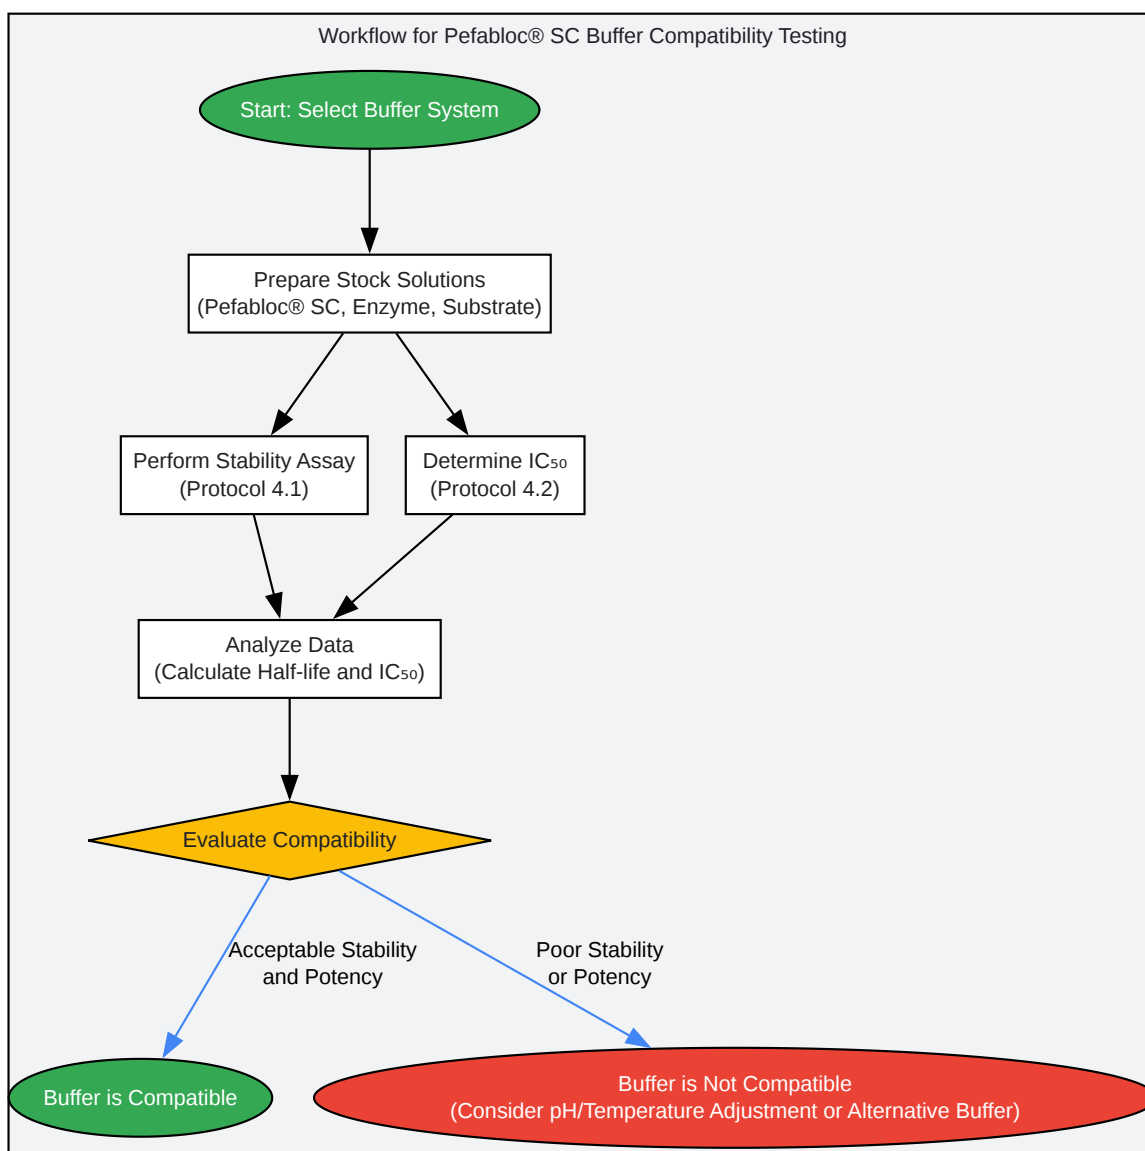 Workflow for Pefabloc® SC Buffer Compatibility Testing
Start: Select Buffer System
Prepare Stock Solutions
(Pefabloc® SC, Enzyme, Substrate)
Perform Stability Assay
(Protocol 4.1)
Determine IC₅₀
(Protocol 4.2)
Analyze Data
(Calculate Half-life and IC₅₀)
Evaluate Compatibility
Acceptable Stability
and Potency
Poor Stability
or Potency
Buffer is Compatible
Buffer is Not Compatible
(Consider pH/Temperature Adjustment or Alternative Buffer)